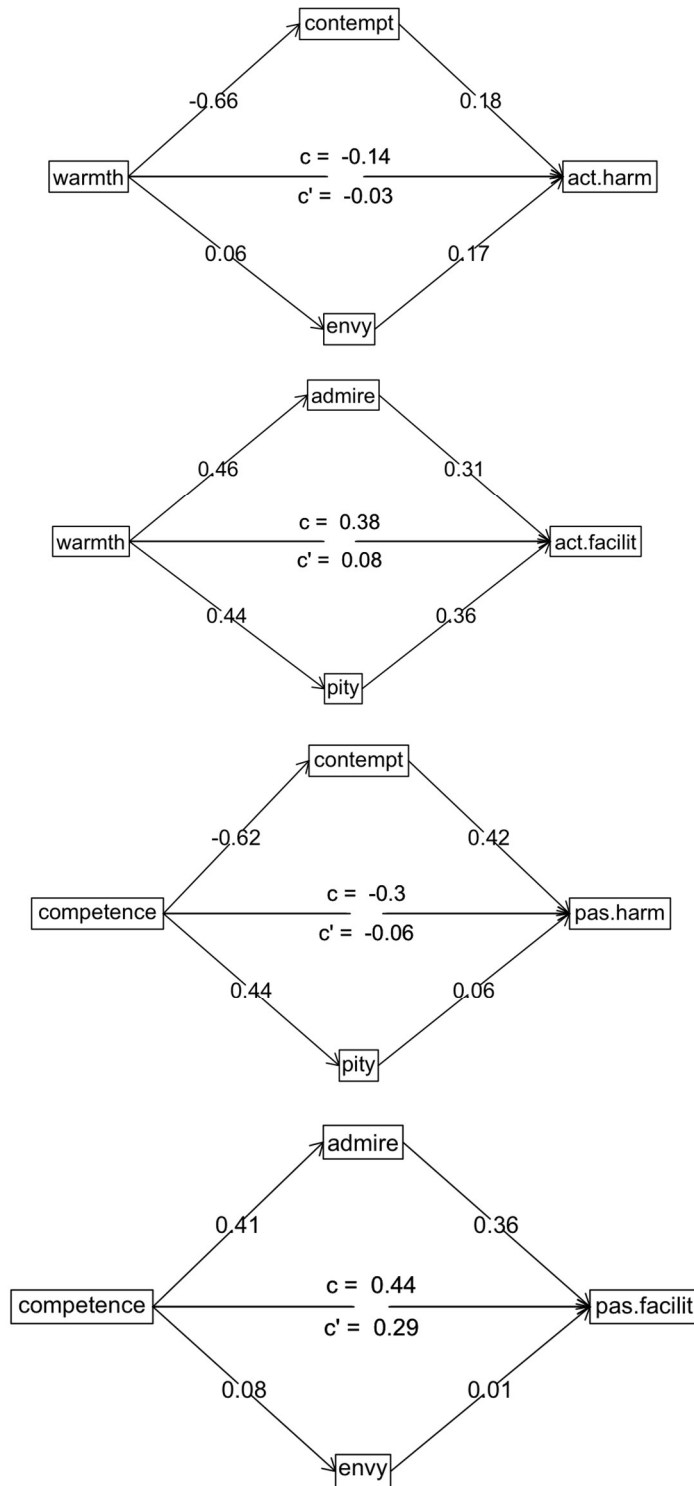 contempt
-0.66
0.18
c = -0.14
warmth
act.harm
c' = -0.03
0.06
0.17
envy
admire
0.46
0.31
c = 0.38
warmth
act.facilit
c' = 0.08
0.44
0.36
pity
contempt
-0.62
0.42
c = -0.3
competence
pas.harm
c' = -0.06
0.44
0.06
pity
admire
0.41
0.36
c = 0.44
competence
pas.facilit
c' = 0.29
0.08
0.01
envy